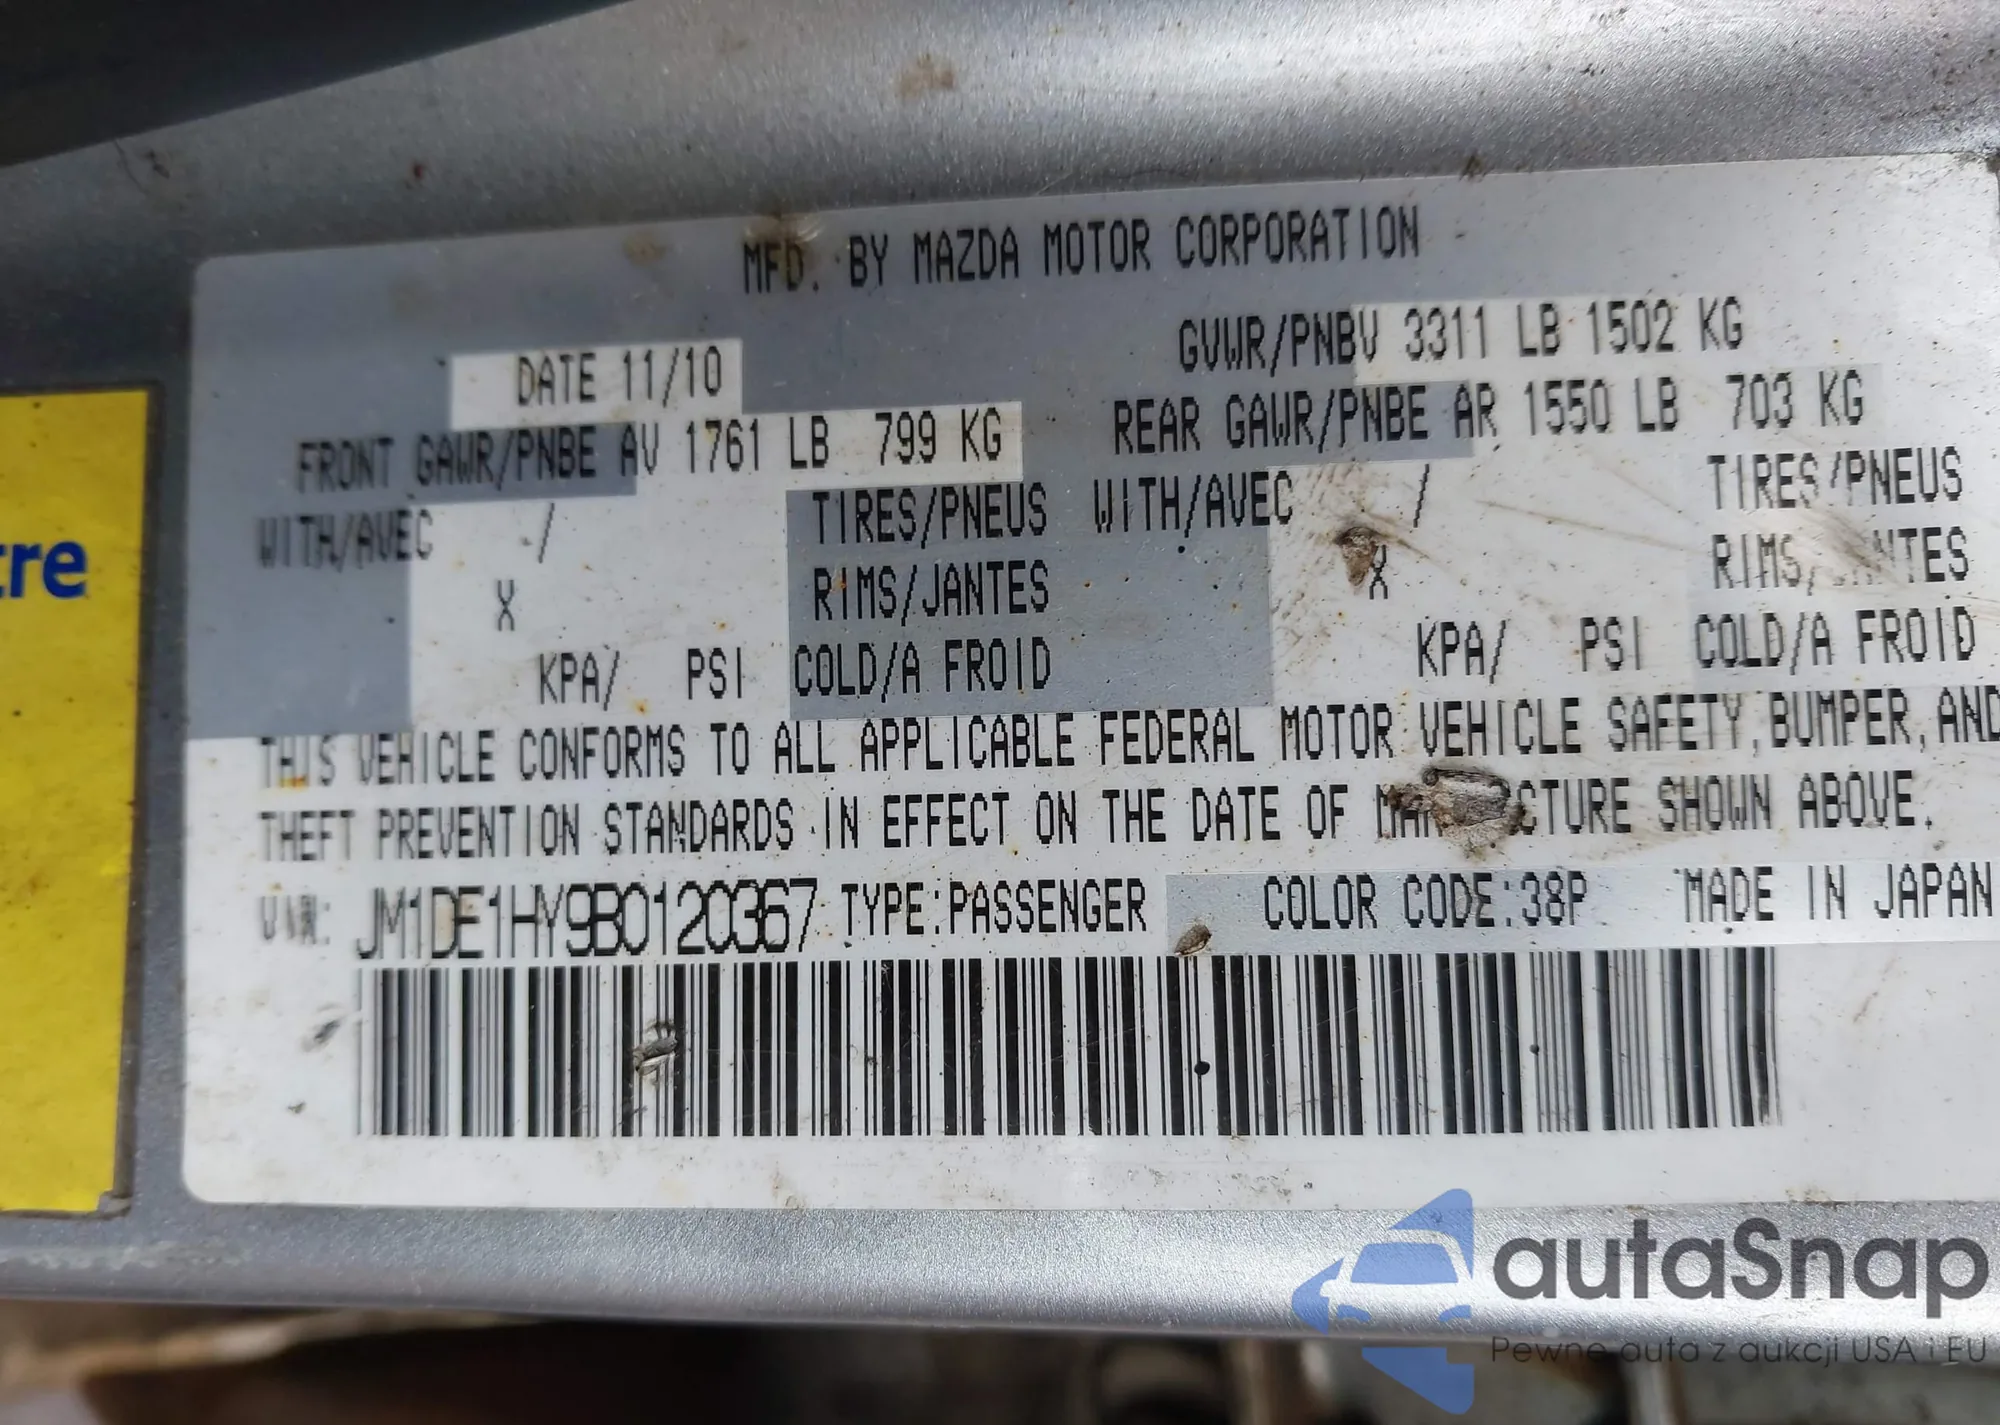 MFD. BY MAZDA MOTOR CORPORATION
GVWR/PNBV 3311 LB 1502 KG
DATE 11/10
FRONT GAWR/PNBE AV 1761 LB 799 KG
REAR GAWR/PNBE AR 1550 LB 703 KG
WITH/AVEC / TIRES/PNEUS WITH/AVEC / TIRES/PNEUS
X RIMS/JANTES X RIMS/
KPA/ PSI COLD/A FROID KPA/ PSI COLD/A FROID
THIS VEHICLE CONFORMS TO ALL APPLICABLE FEDERAL MOTOR VEHICLE SAFETY, BUMPER, AND
THEFT PREVENTION STANDARDS IN EFFECT ON THE DATE OF SHOWN ABOVE.
VIN: JM1DE1HY9B0120367 TYPE:PASSENGER COLOR CODE:38P MADE IN JAPAN
tre
autaSnap
Pewne auta z aukcji USA i EU